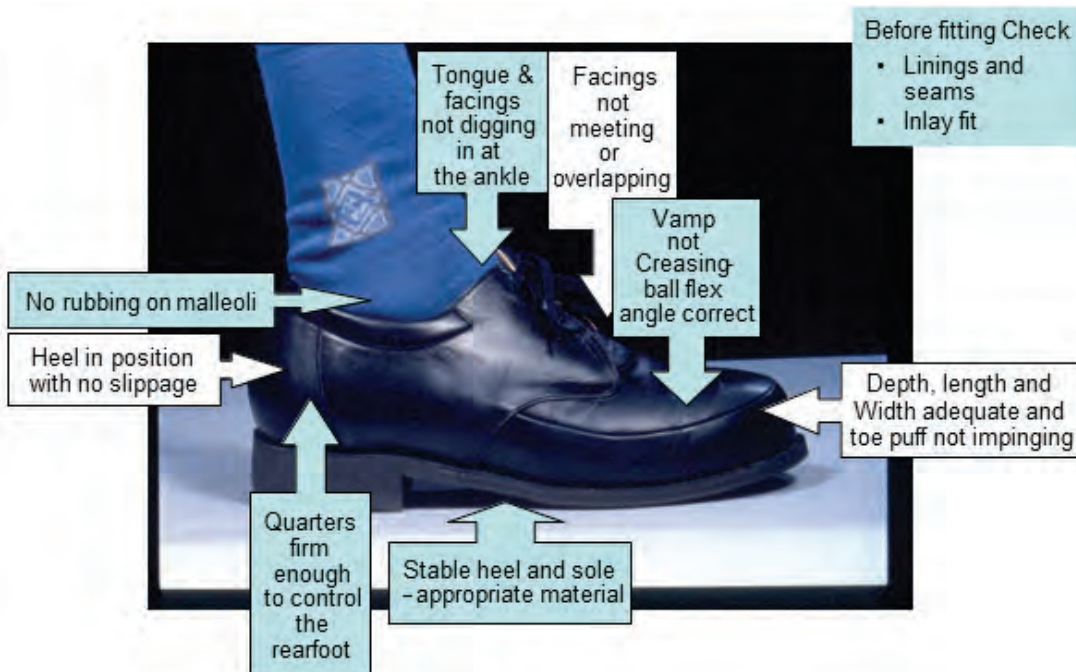 Before fitting Check
• Linings and
seams
• Inlay fit
Tongue &
facings
not digging
in at
the ankle
Facings
not
meeting
or
overlapping
Vamp
not
Creasing-
ball flex
angle correct
No rubbing on malleoli
Heel in position
with no slippage
Depth, length and
Width adequate and
toe puff not impinging
Quarters
firm
enough
to control
the
rearfoot
Stable heel and sole
–appropriate material